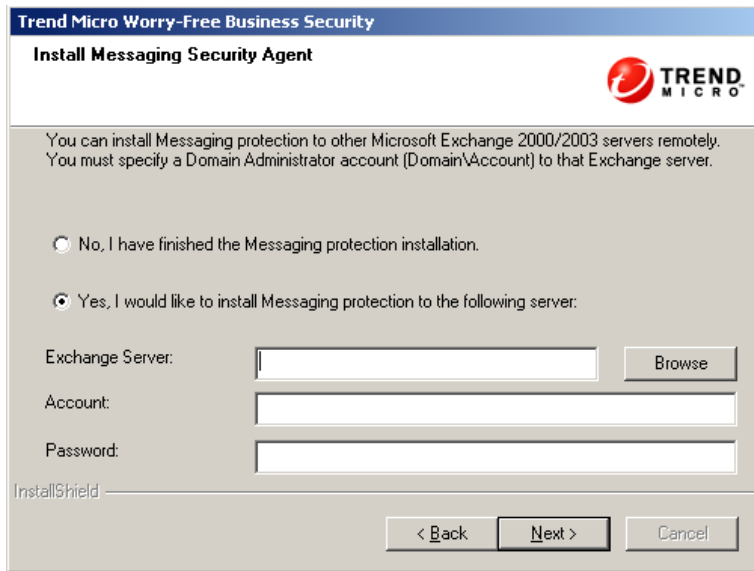 Trend Micro Worry-Free Business Security
Install Messaging Security Agent
TREND
MICRO
You can install Messaging protection to other Microsoft Exchange 2000/2003 servers remotely.
You must specify a Domain Administrator account (Domain\Account) to that Exchange server.
No, I have finished the Messaging protection installation.
Yes, I would like to install Messaging protection to the following server:
Exchange Server:
Browse
Account:
Password:
InstallShield
< Back
Next >
Cancel